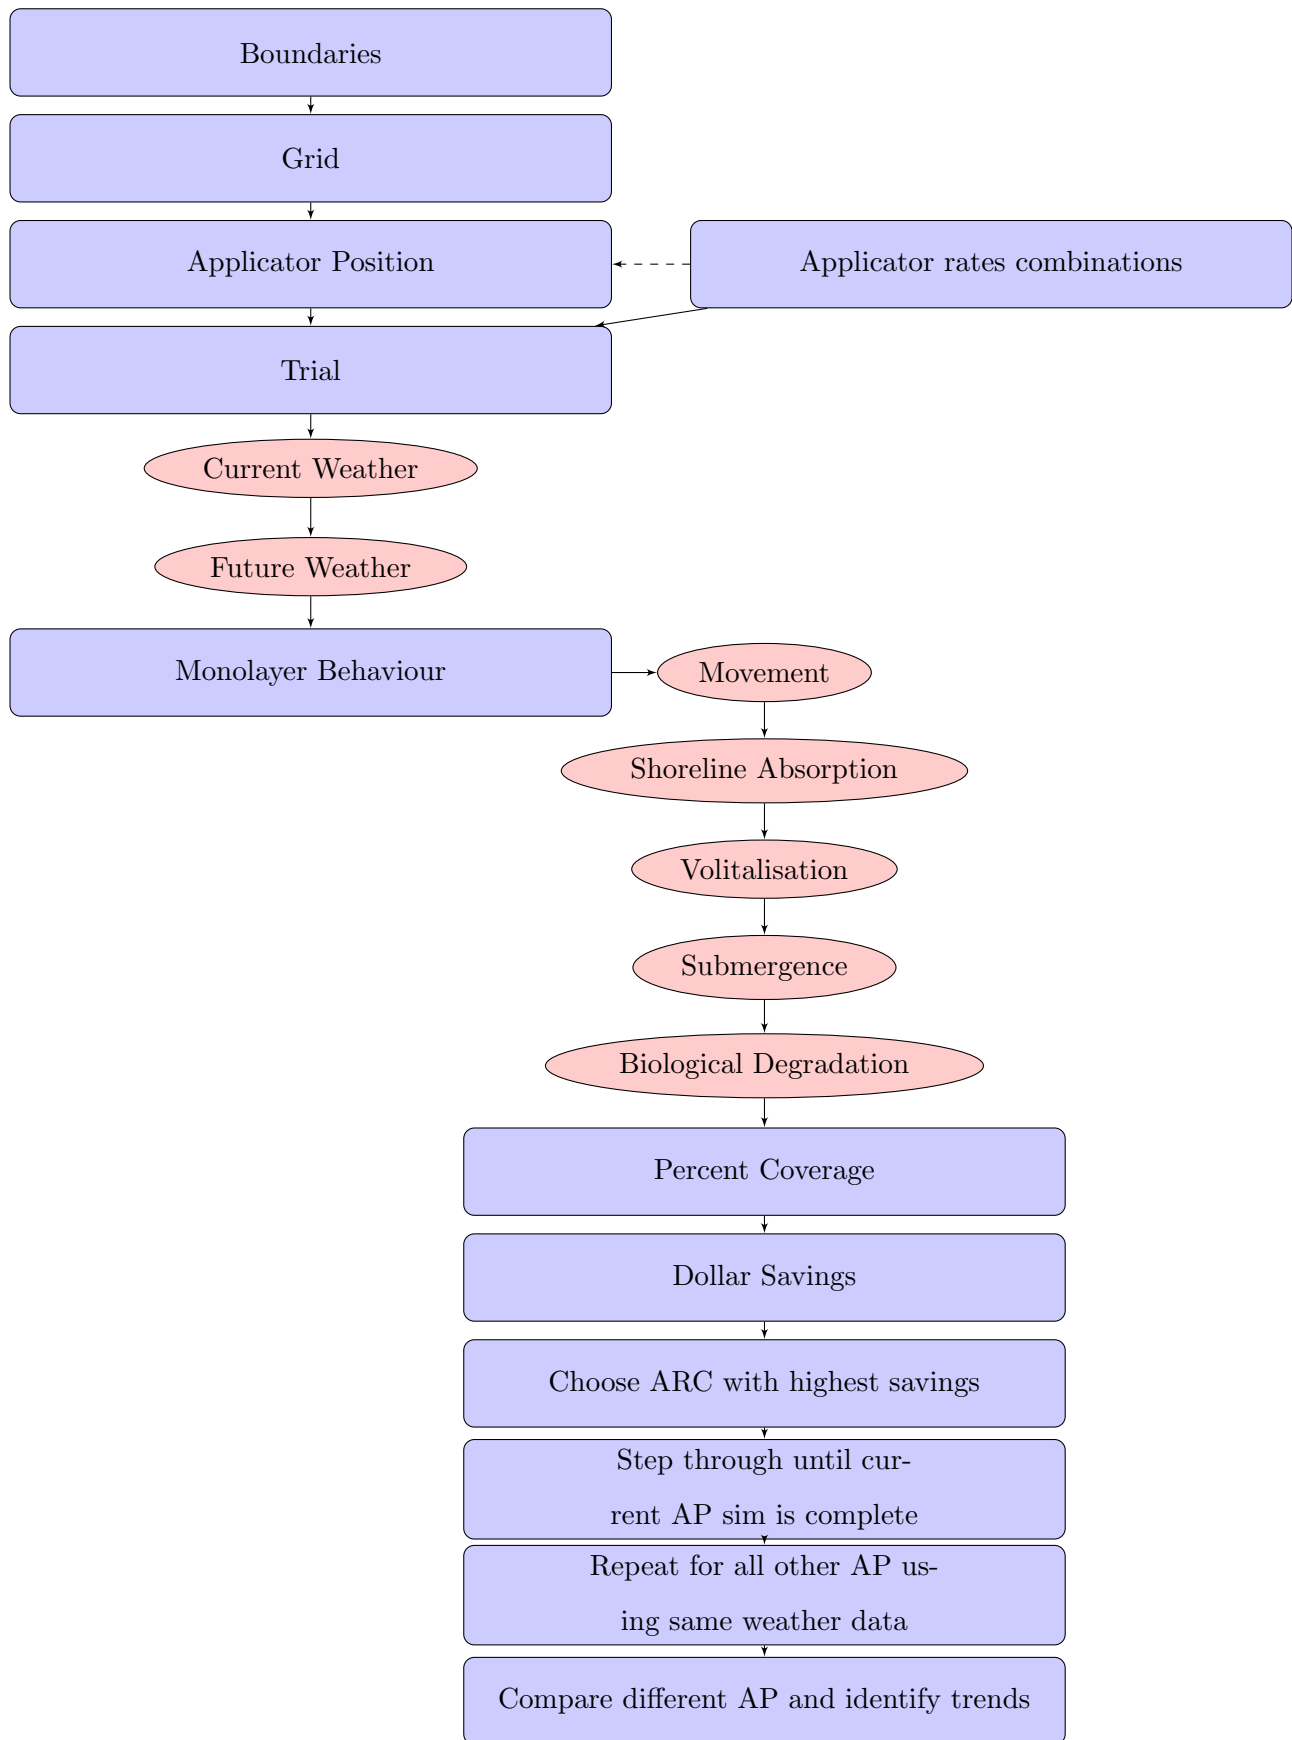 Boundaries
Grid
Applicator Position
Applicator rates combinations
Trial
Current Weather
Future Weather
Monolayer Behaviour
Movement
Shoreline Absorption
Volitalisation
Submergence
Biological Degradation
Percent Coverage
Dollar Savings
Choose ARC with highest savings
Step through until cur-
rent AP sim is complete
Repeat for all other AP us-
ing same weather data
Compare different AP and identify trends